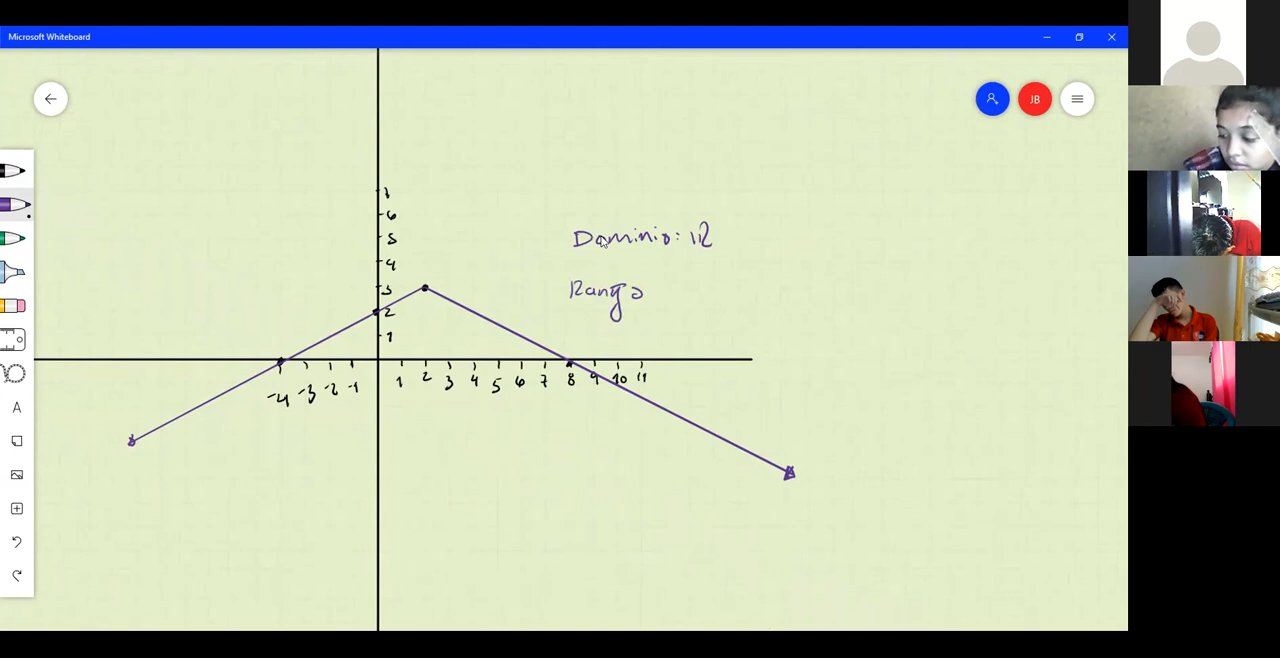 Microsoft Whiteboard
JB
7
6
5
4
3
2
1
-4 -3 -2 -1 1 2 3 4 5 6 7 8 9 10 11
Dominio: ℝ
Rango
A